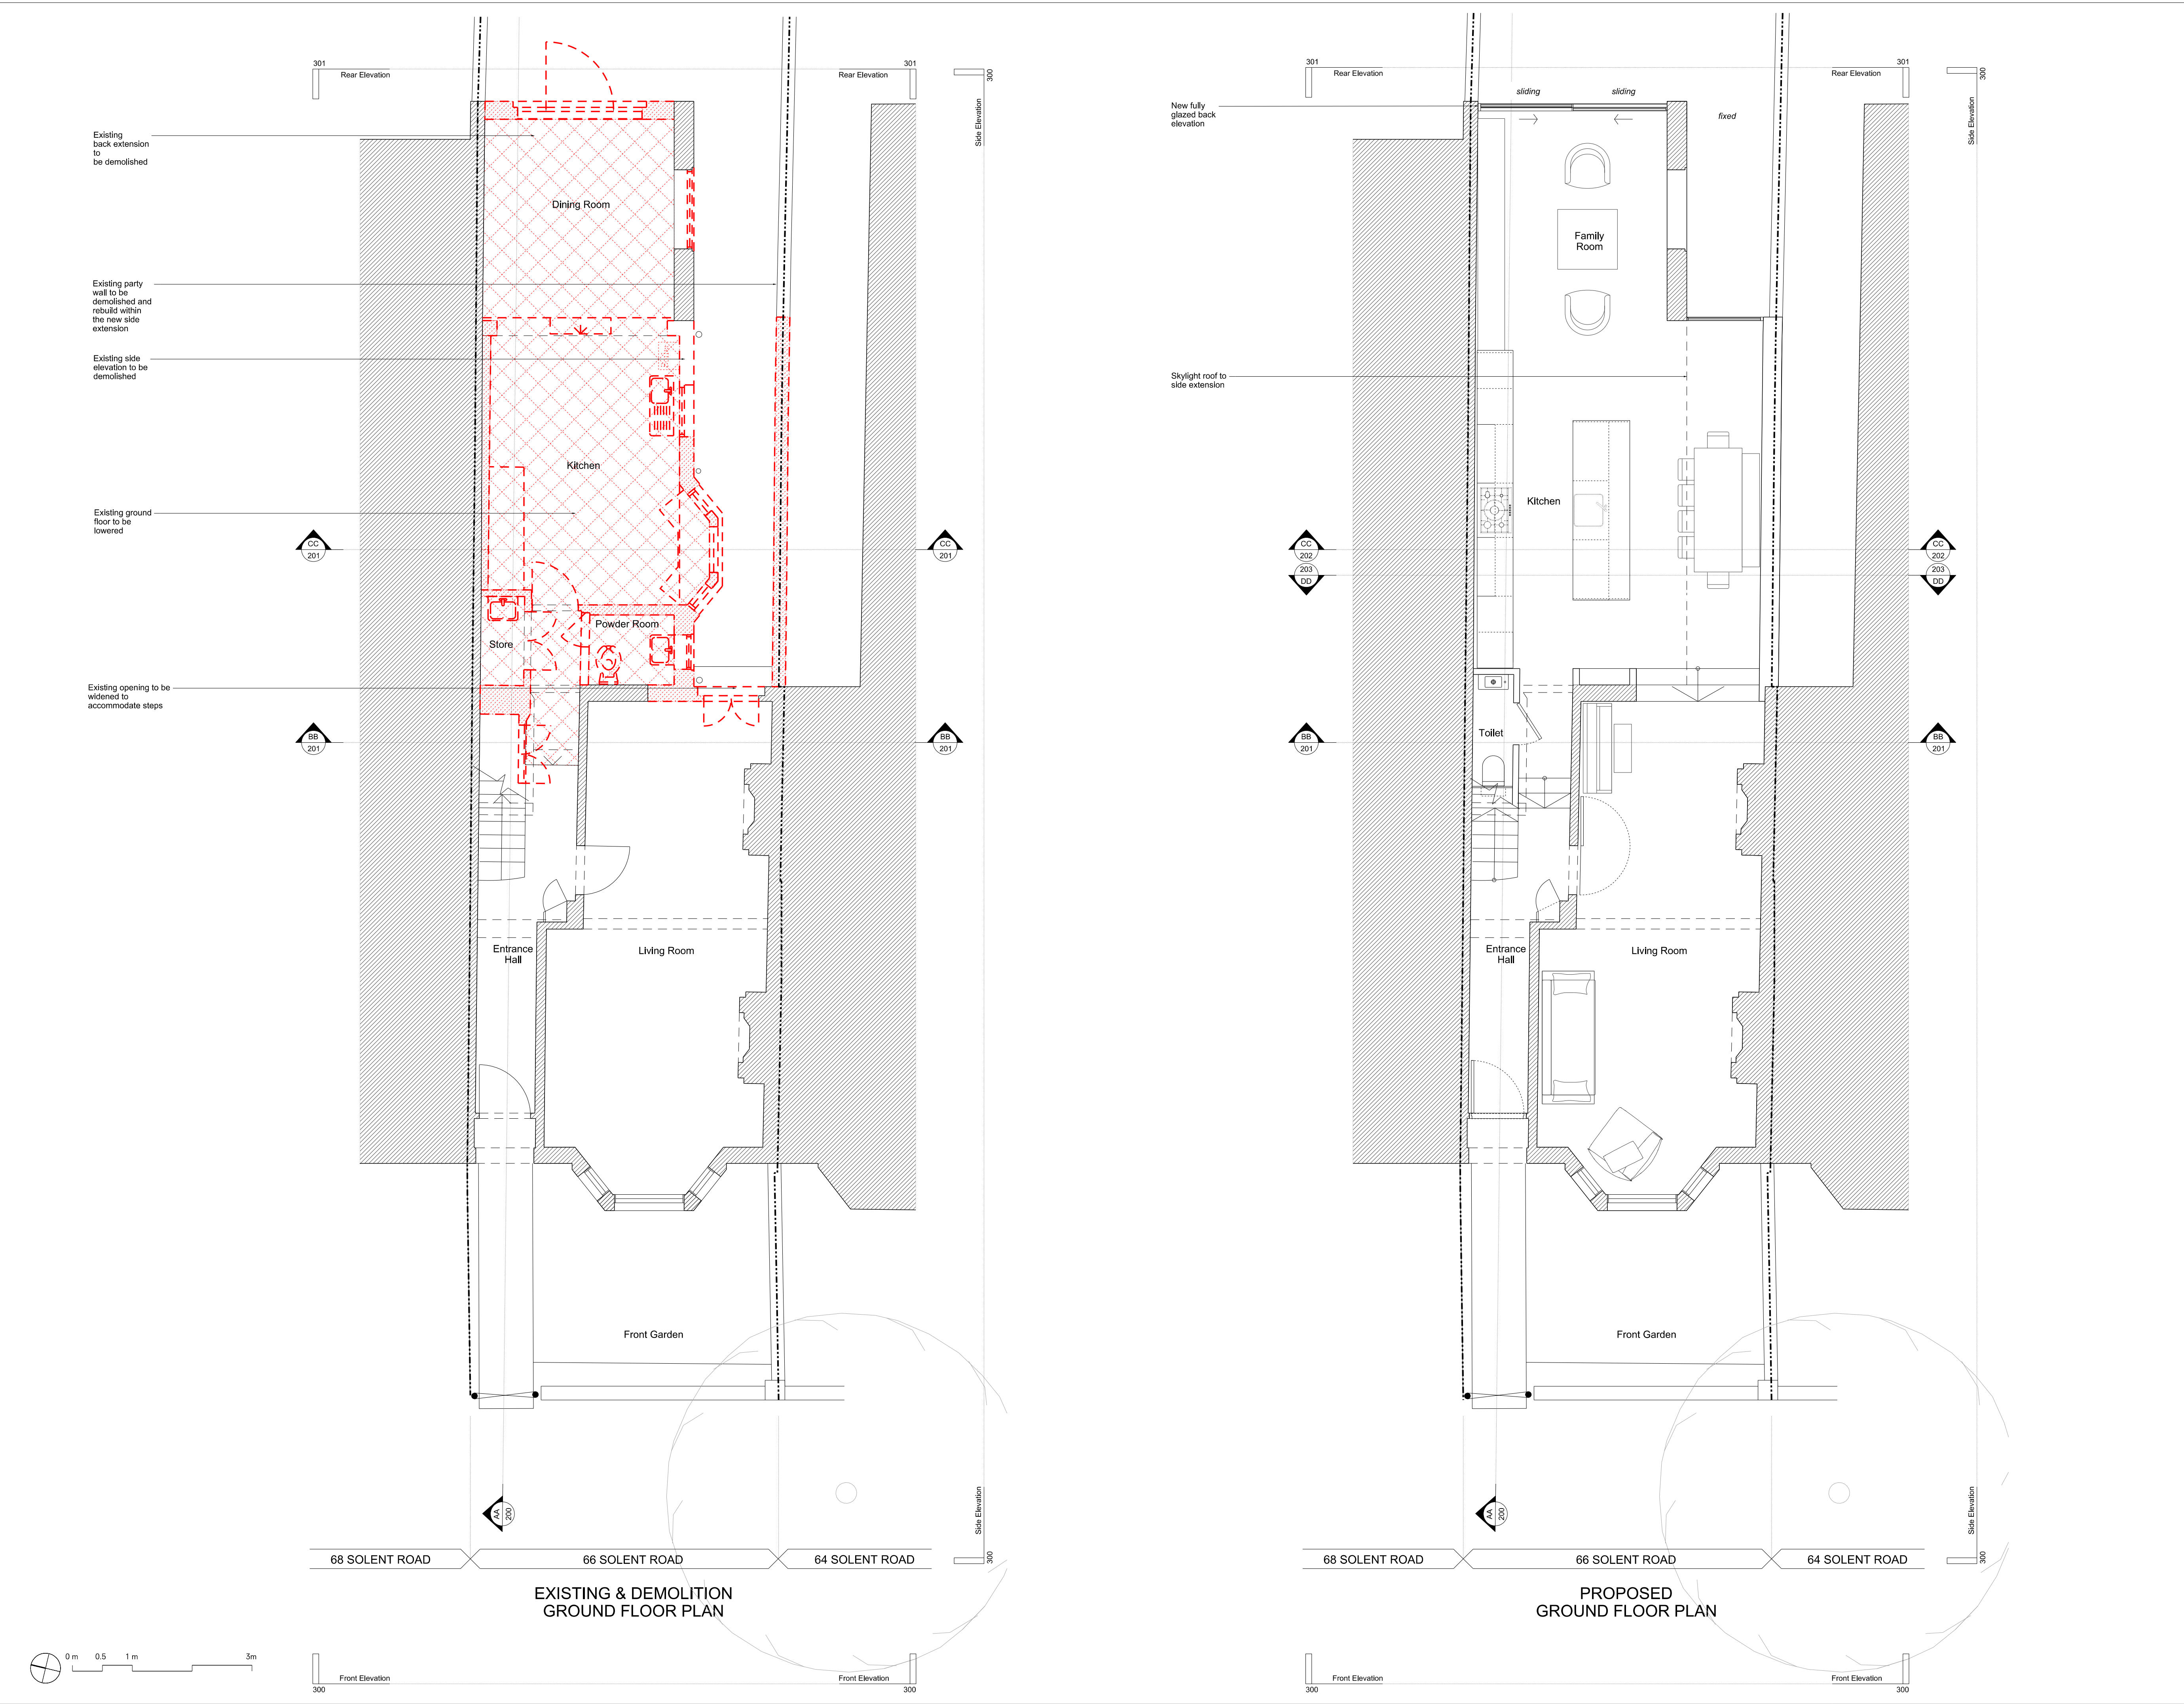 301
301
Rear Elevation
Rear Elevation
300
Side Elevation
Existing
back extension
to
be demolished
Dining Room
Existing party
wall to be
demolished and
rebuild within
the new side
extension
Existing side
elevation to be
demolished
Kitchen
Existing ground
floor to be
lowered
CC
201
CC
201
Powder Room
Store
Existing opening to be
widened to
accommodate steps
BB
201
BB
201
Entrance
Hall
Living Room
Front Garden
AA
200
Side Elevation
300
68 SOLENT ROAD
66 SOLENT ROAD
64 SOLENT ROAD
EXISTING & DEMOLITION
GROUND FLOOR PLAN
0 m
0.5
1 m
3m
Front Elevation
Front Elevation
300
300
301
301
Rear Elevation
Rear Elevation
300
Side Elevation
sliding
sliding
fixed
New fully
glazed back
elevation
Family
Room
Skylight roof to
side extension
Kitchen
CC
202
203
DD
CC
202
203
DD
Toilet
BB
201
BB
201
Entrance
Hall
Living Room
Front Garden
AA
200
Side Elevation
300
68 SOLENT ROAD
66 SOLENT ROAD
64 SOLENT ROAD
PROPOSED
GROUND FLOOR PLAN
Front Elevation
Front Elevation
300
300